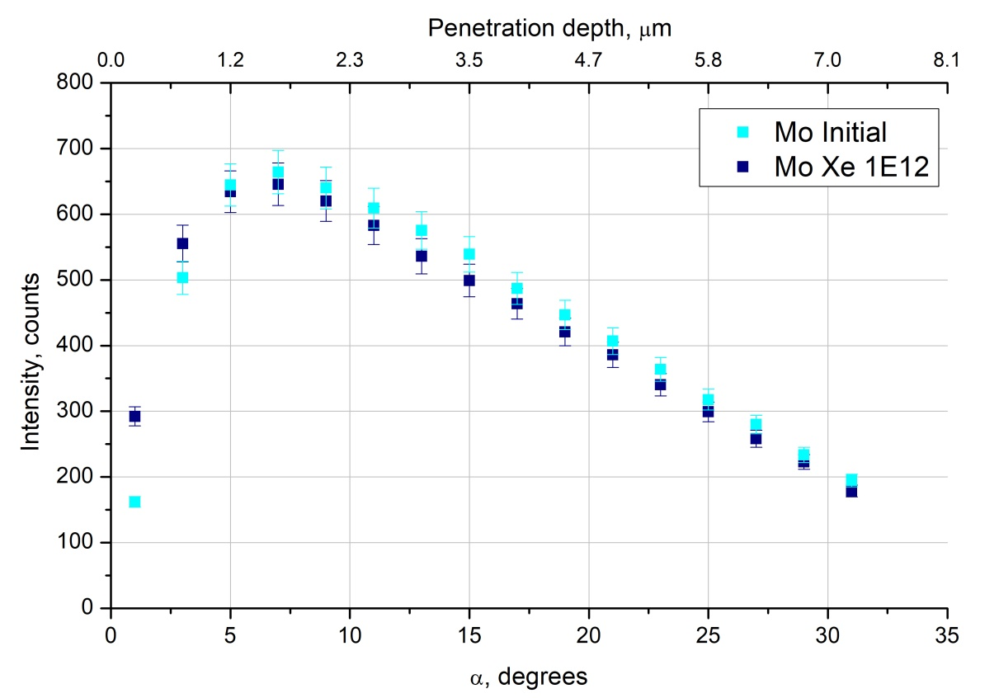 Penetration depth, μm
0.0 1.2 2.3 3.5 4.7 5.8 7.0 8.1
800
700
600
500
400
300
200
100
0
Intensity, counts
Mo Initial
Mo Xe 1E12
0 5 10 15 20 25 30 35
α, degrees